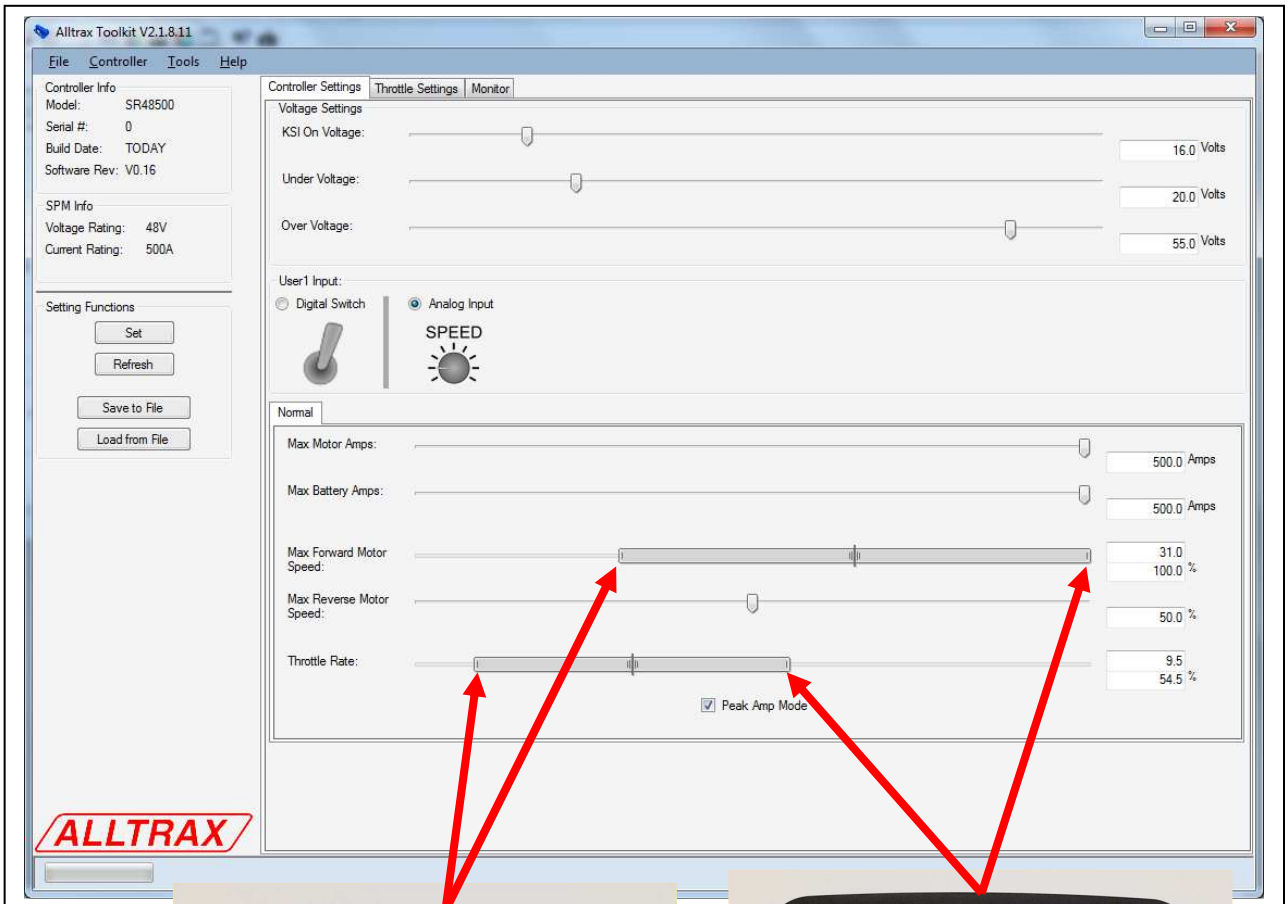 Alltrax Toolkit V2.1.8.11
File Controller Tools Help
Controller Info
Model: SR48500
Serial #: 0
Build Date: TODAY
Software Rev: V0.16
SPM Info
Voltage Rating: 48V
Current Rating: 500A
Setting Functions
Set
Refresh
Save to File
Load from File
ALLTRAX
Controller Settings Throttle Settings Monitor
Voltage Settings
KSI On Voltage: 16.0 Volts
Under Voltage: 20.0 Volts
Over Voltage: 55.0 Volts
User1 Input:
Digital Switch Analog Input
SPEED
Normal
Max Motor Amps: 500.0 Amps
Max Battery Amps: 500.0 Amps
Max Forward Motor 31.0
Speed: 100.0 %
Max Reverse Motor
Speed: 50.0 %
Throttle Rate: 9.5
54.5 %
Peak Amp Mode